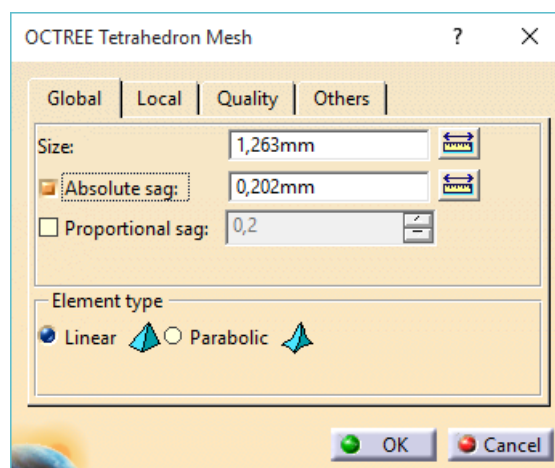 OCTREE Tetrahedron Mesh ? X
Global Local Quality Others
Size: 1,263mm
Absolute sag: 0,202mm
Proportional sag: 0,2
Element type
Linear Parabolic
OK Cancel